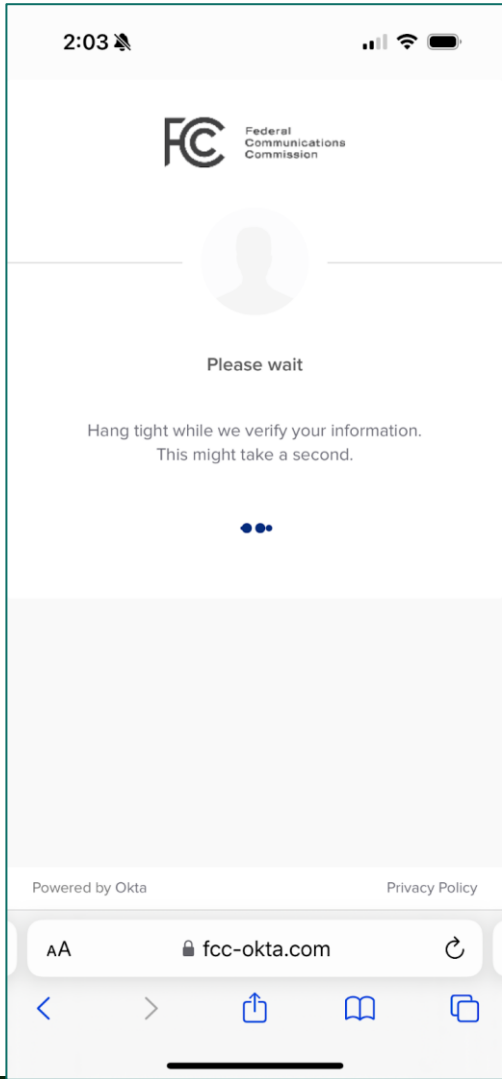 2:03
FCC
Federal
Communications
Commission
Please wait
Hang tight while we verify your information.
This might take a second.
Powered by Okta
Privacy Policy
AA
fcc-okta.com